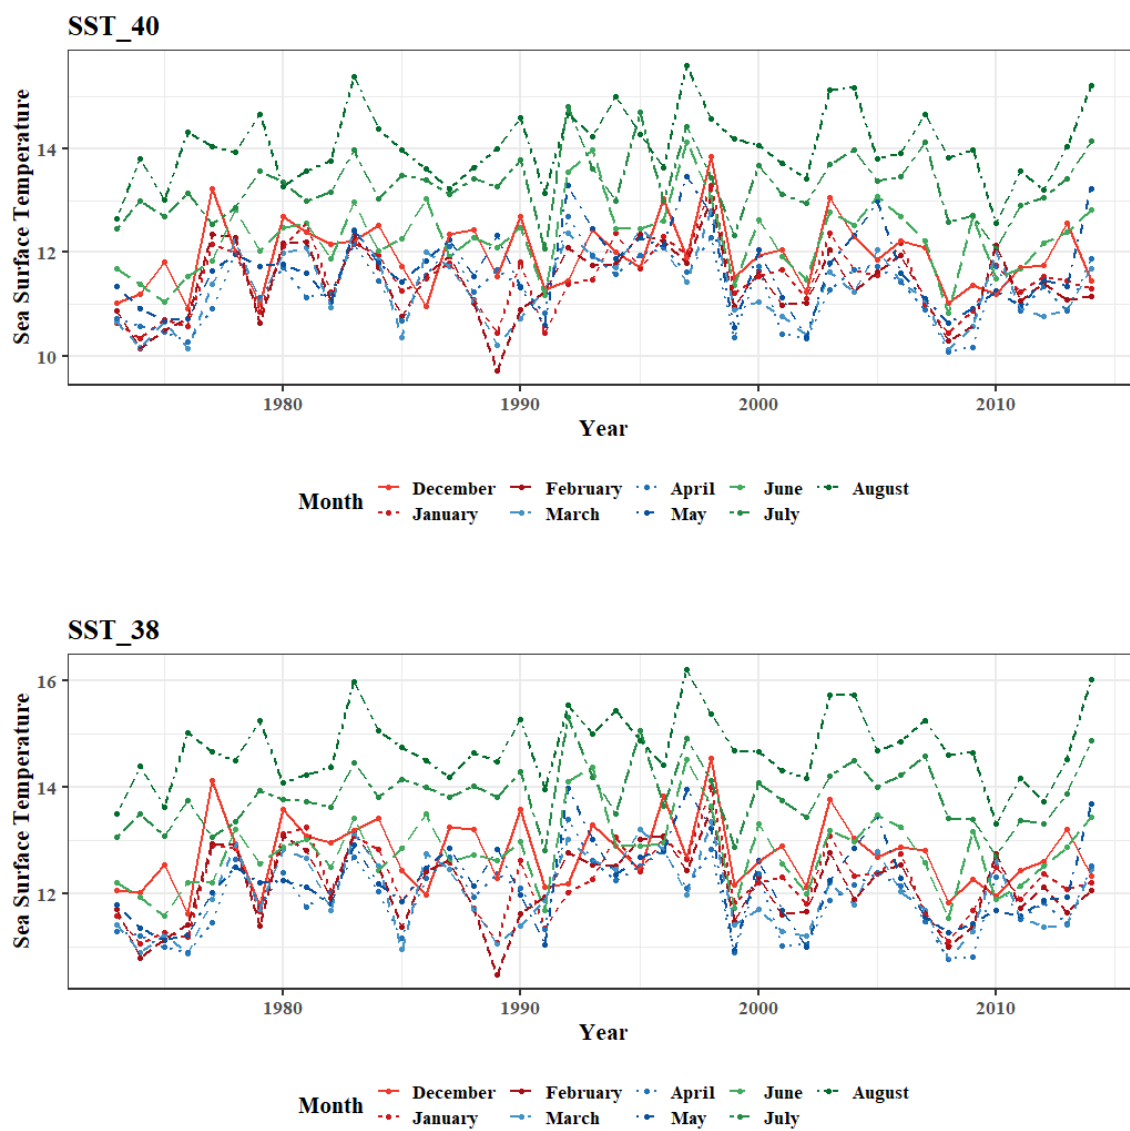 SST_40
Sea Surface Temperature
14
12
10
1980 1990 2000 2010
Year
Month
December February April June August
January March May July
SST_38
Sea Surface Temperature
16
14
12
1980 1990 2000 2010
Year
Month
December February April June August
January March May July